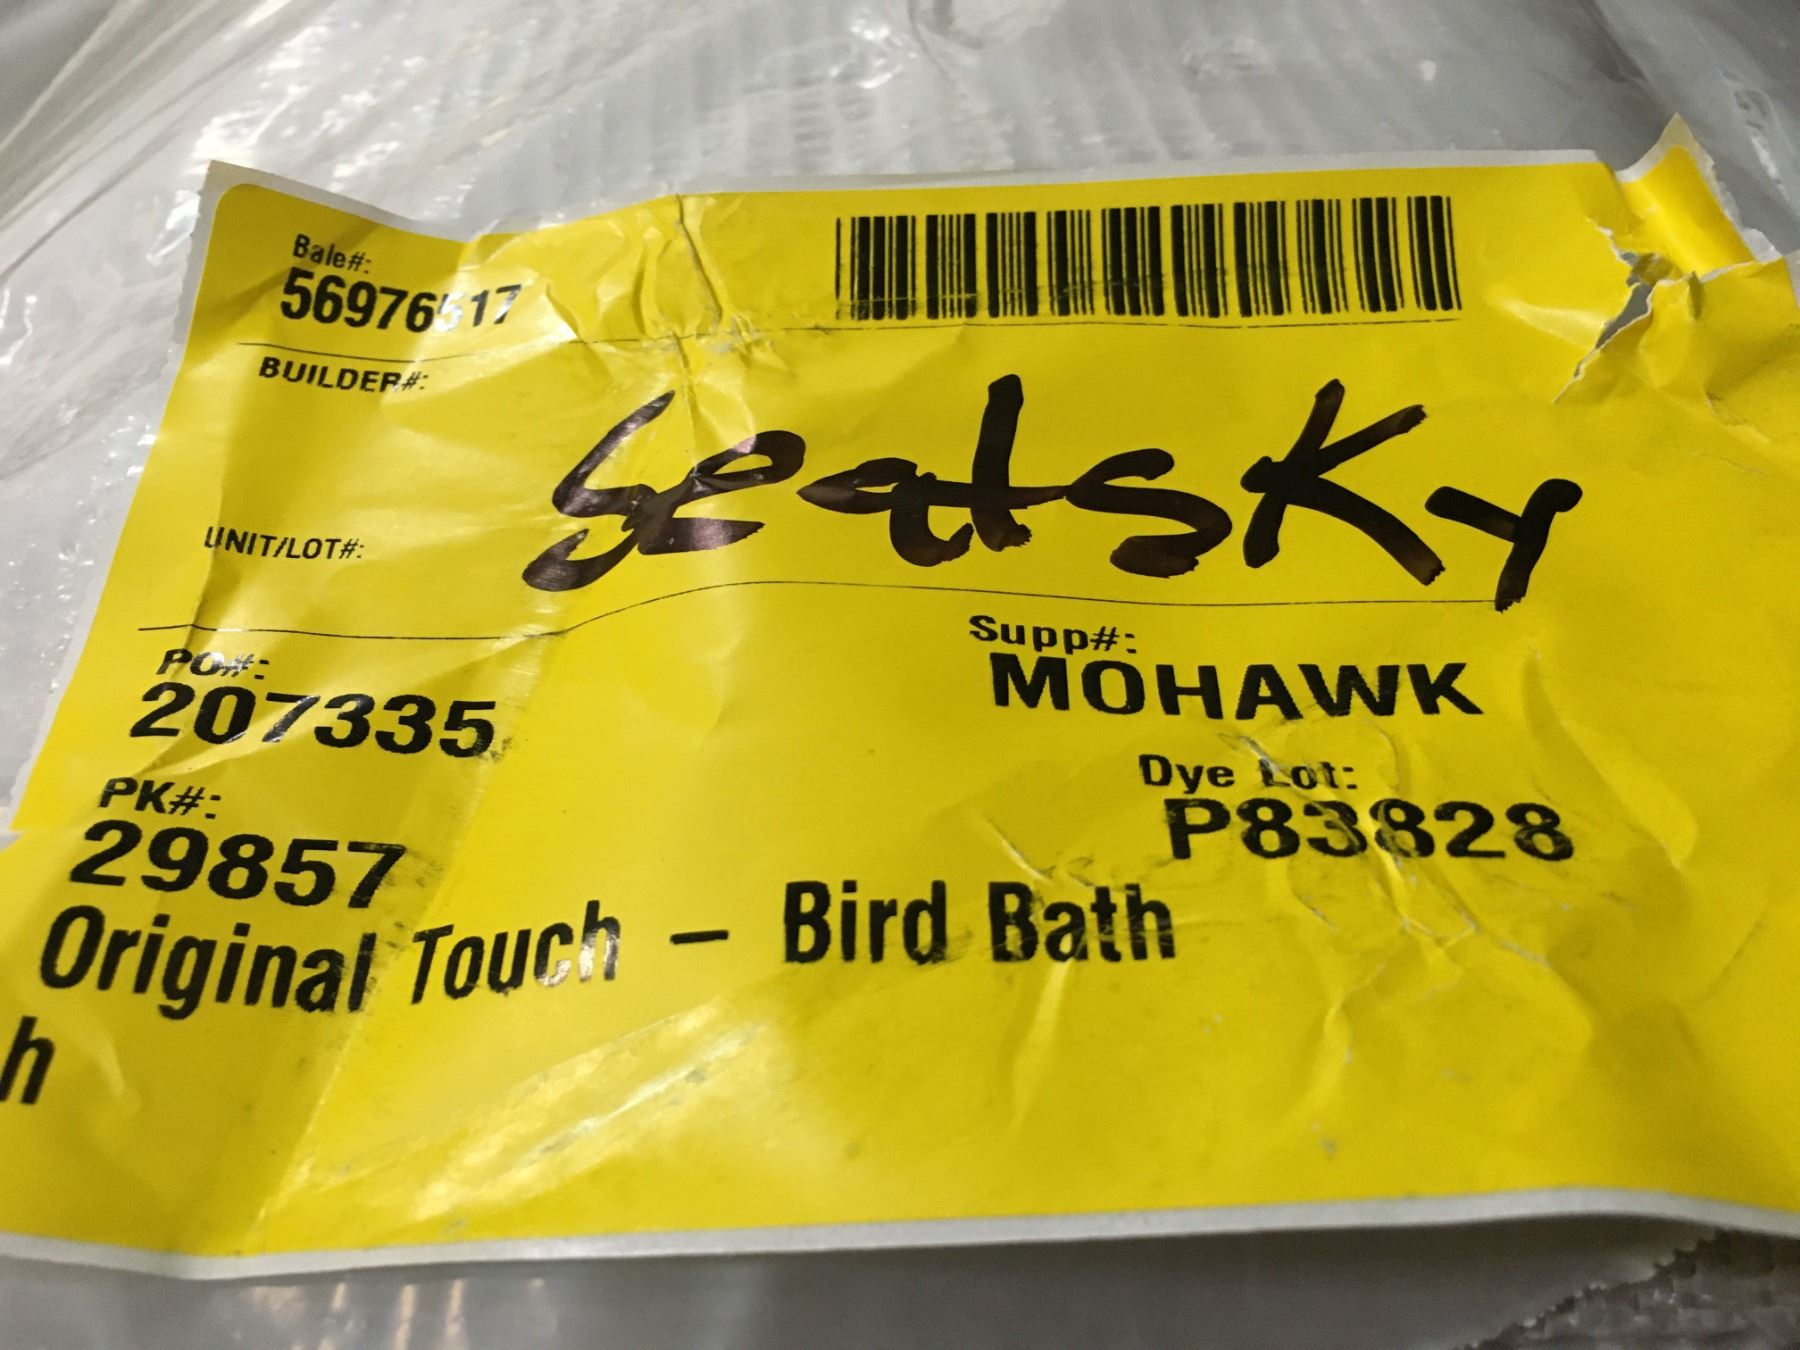 Bale#:
56976517
BUILDER#:
Seatsky
UNIT/LOT#:
Supp#:
MOHAWK
PO#:
207335
Dye Lot:
P83828
PK#:
29857
Original Touch - Bird Bath
h